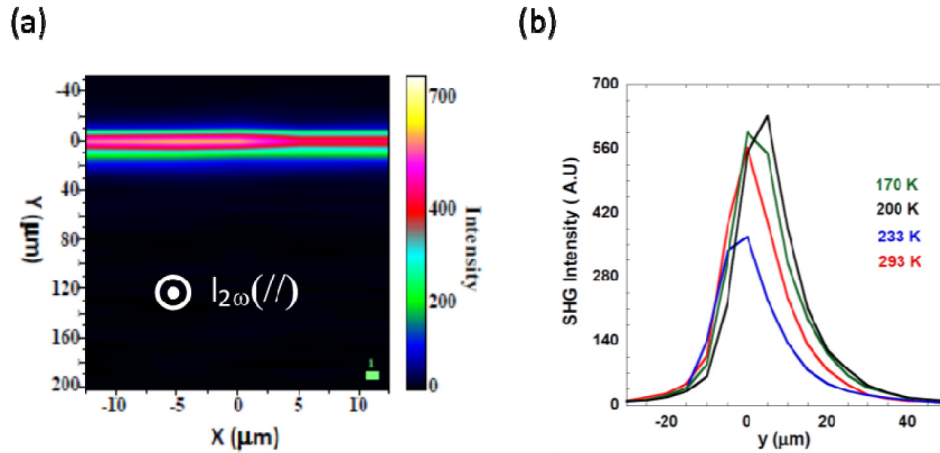 (a)
(b)
-40
0
40
80
120
160
200
Y (μm)
-10
-5
0
5
10
X (μm)
I2ω(//)
1
700
600
400
200
0
Intensity
700
560
420
280
140
0
SHG Intensity ( A.U)
170 K
200 K
233 K
293 K
-20
0
20
40
y (μm)